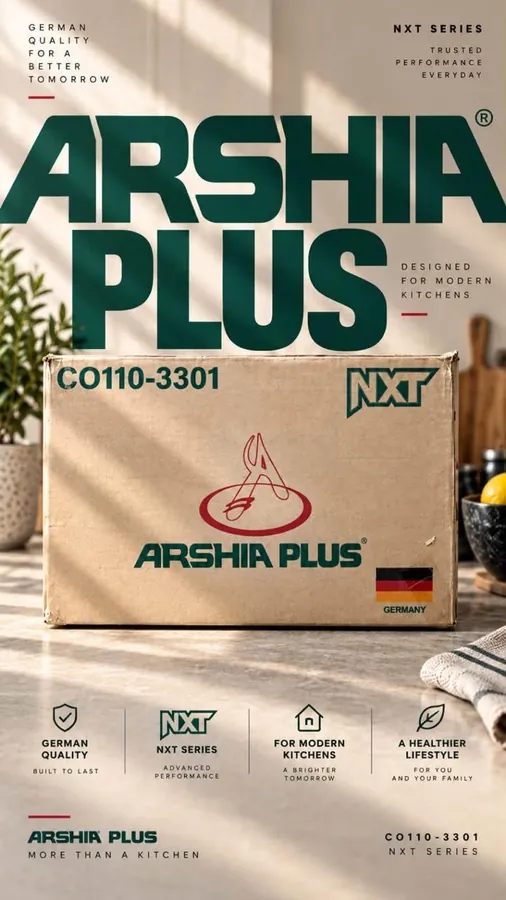 GERMAN
QUALITY
FOR A
BETTER
TOMORROW
NXT SERIES
TRUSTED
PERFORMANCE
EVERYDAY
ARSHIA®
PLUS
DESIGNED
FOR MODERN
KITCHENS
CO110-3301
NXT
ARSHIA PLUS®
GERMANY
GERMAN
QUALITY
BUILT TO LAST
NXT
NXT SERIES
ADVANCED
PERFORMANCE
FOR MODERN
KITCHENS
A BRIGHTER
TOMORROW
A HEALTHIER
LIFESTYLE
FOR YOU
AND YOUR FAMILY
ARSHIA PLUS
MORE THAN A KITCHEN
CO110-3301
NXT SERIES